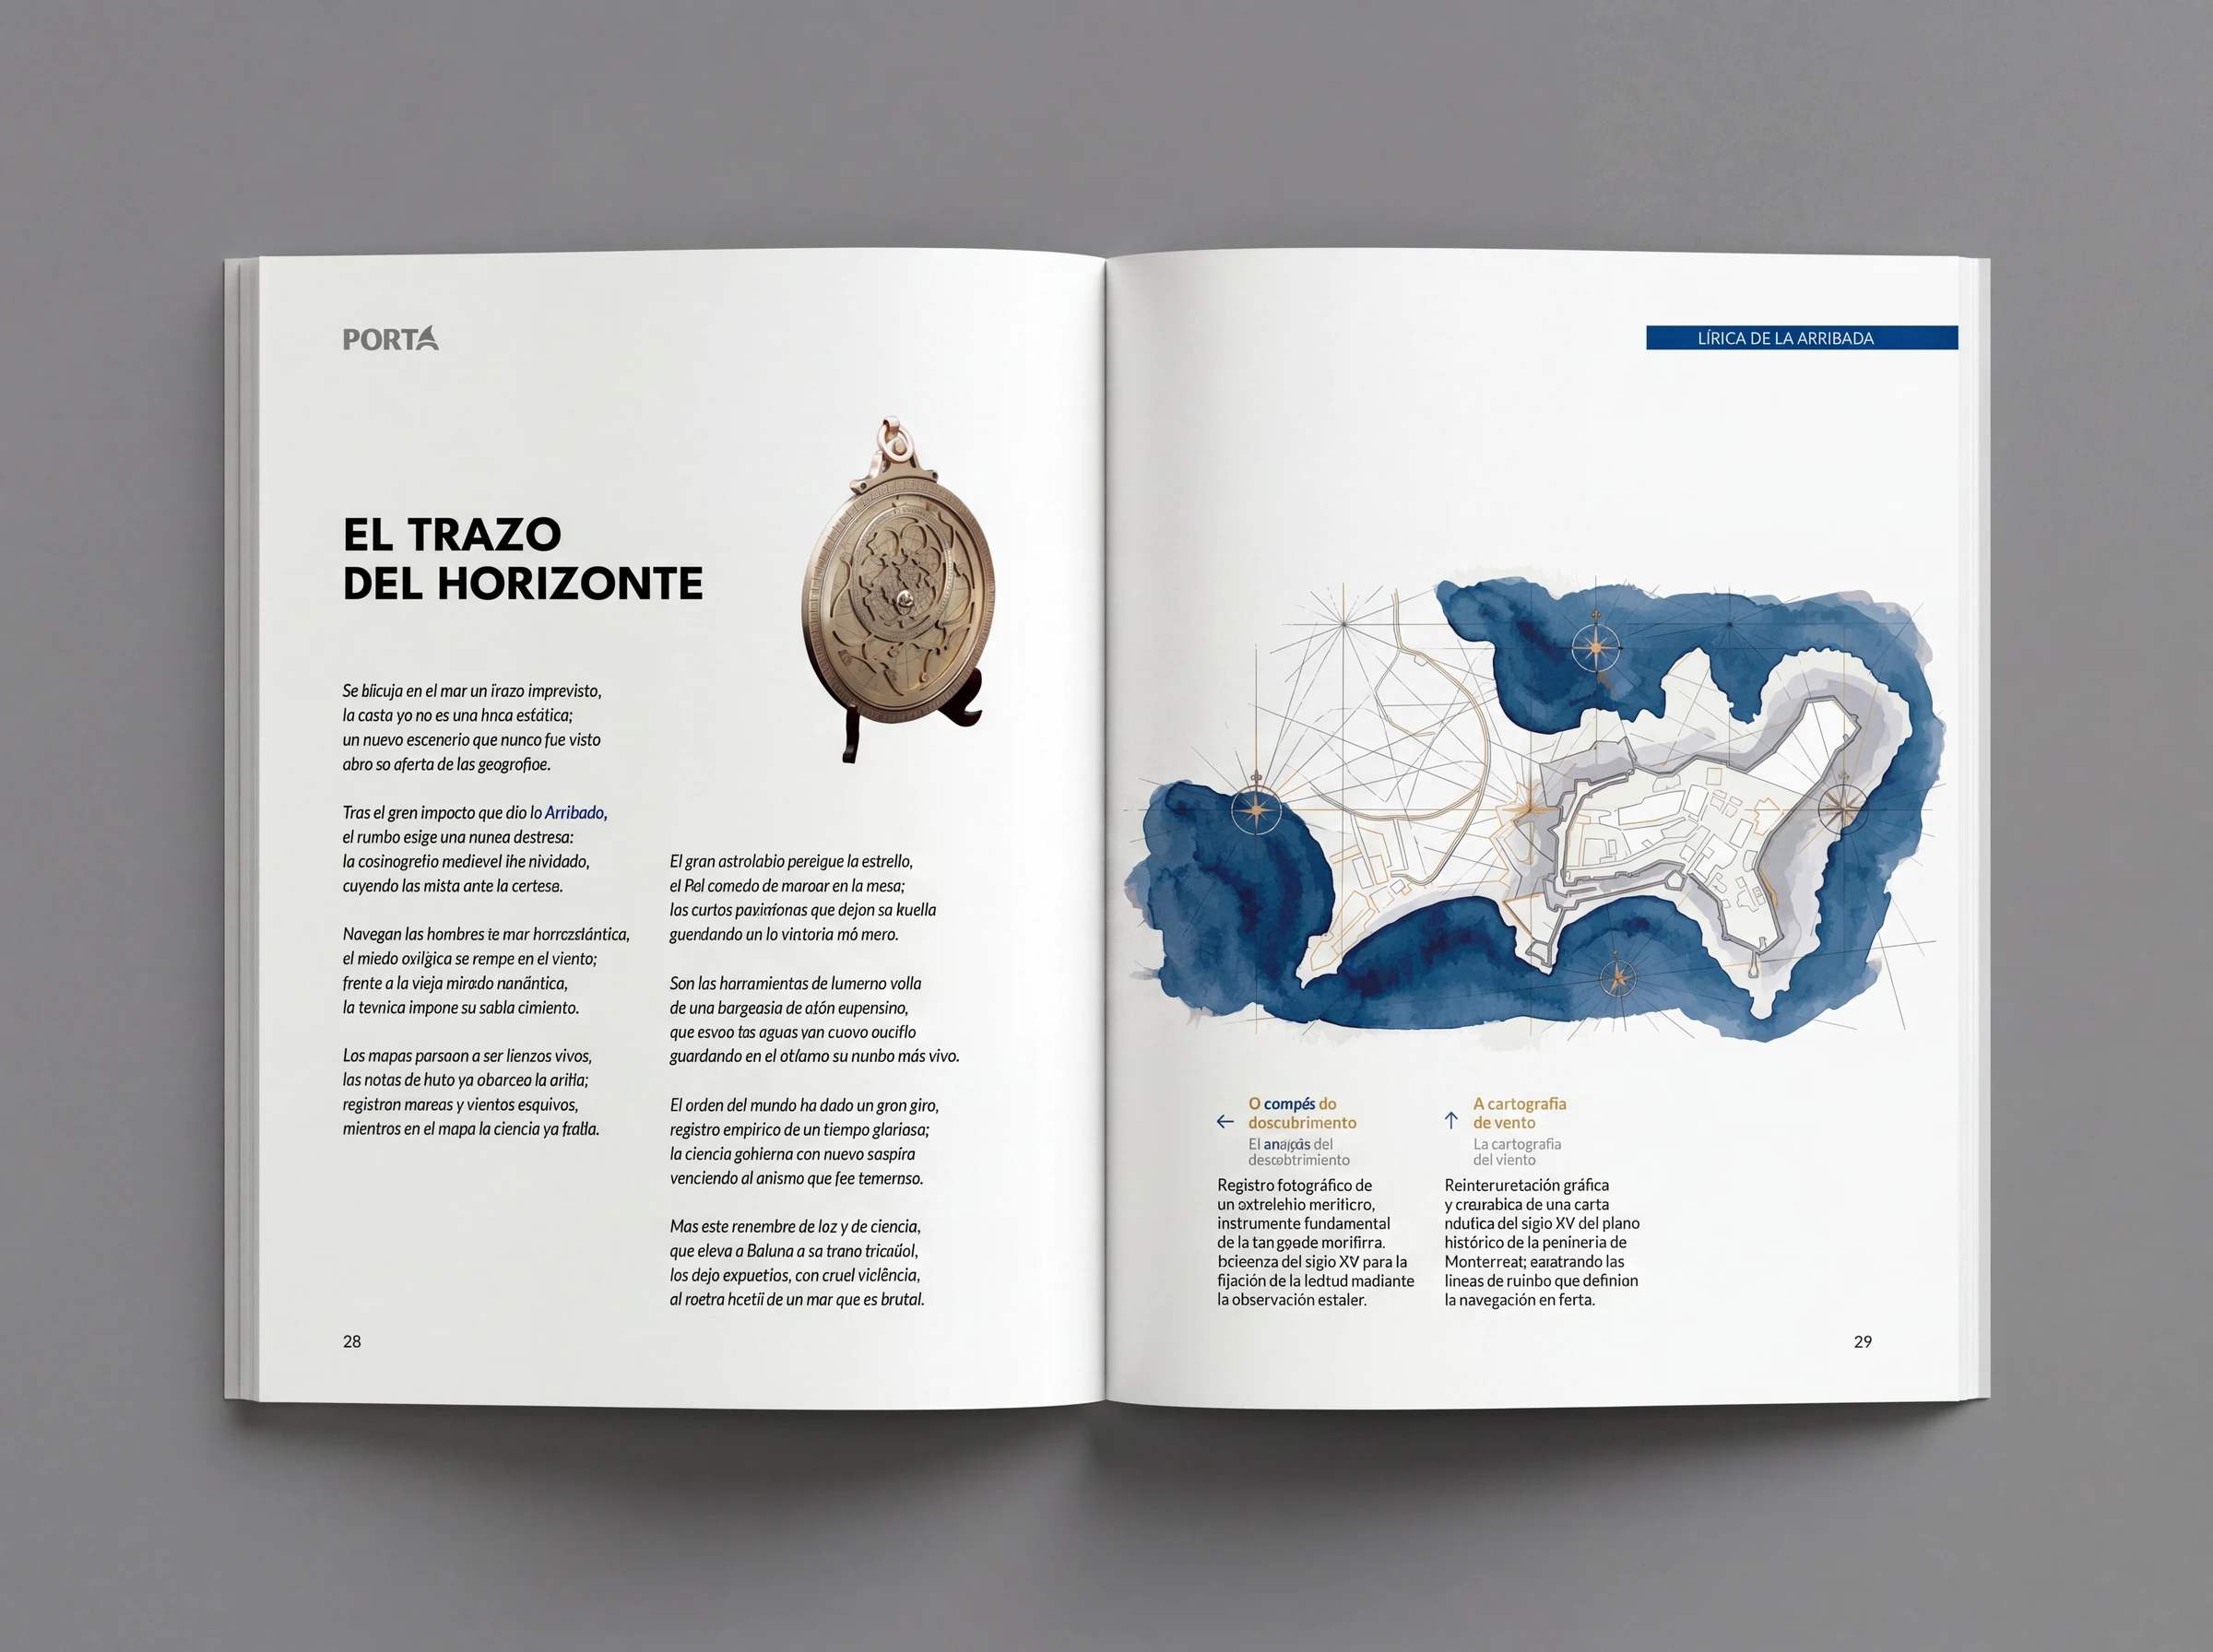 PORTA
EL TRAZO
DEL HORIZONTE
Se blicuja en el mar un irazo imprevisto,
la casta yo no es una hnca estática;
un nuevo escenerio que nunco fue visto
abro so aferta de las geogrofioe.
Tras el gren impocto que dio lo Arribado,
el rumbo esige una nunea destresa:
la cosinogrefio medievel ihe nividado,
cuyendo las mista ante la certesa.
Navegan las hombres te mar horrczslántica,
el miedo oxilgica se rempe en el viento;
frente a la vieja mirado nanántica,
la tevnica impone su sabla cimiento.
Los mapas parsaon a ser lienzos vivos,
las notas de huto ya obarceo la aritia;
registron mareas y vientos esquivos,
mientros en el mapa la ciencia ya fratla.
El gran astrolabio pereigue la estrello,
el Pel comedo de maroar en la mesa;
las curtos que dejon sa kuella
guendando un lo vintoria mó mero.
Son las harramientas de lumerno volla
de una bargeasia de atón eupensino,
que esvoo tas aguas yan cuovo ouciflo
guardando en el otlamo su nunbo más vivo.
El orden del mundo ha dado un gron giro,
registro empirico de un tiempo glariasa;
la ciencia gohierna con nuevo saspíra
venciendo al anismo que fee temernso.
Mas este renembre de loz y de ciencia,
que eleva a Baluna a sa trano tricaüol,
los dejo expuetios, con cruel viclência,
al roetra hcetii de un mar que es brutal.
28
LÍRICA DE LA ARRIBADA
← O compés do
doscubrimento
El del
descobtrimiento
Registro fotográfico de
un oxtrelehio meriticro,
instrumente fundamental
de la tan gpade morifirra.
bcieenza del sigio XV para la
fijación de la ledtud madiante
la observación estaler.
↑ A cartografia
de vento
La cartografia
del viento
Reinteruretación gráfica
y creurabica de una carta
ndutica del sigio XV del plano
histórico de la penineria de
Monterreat; earatrando las
lineas de ruinbo que definion
la navegación en ferta.
29